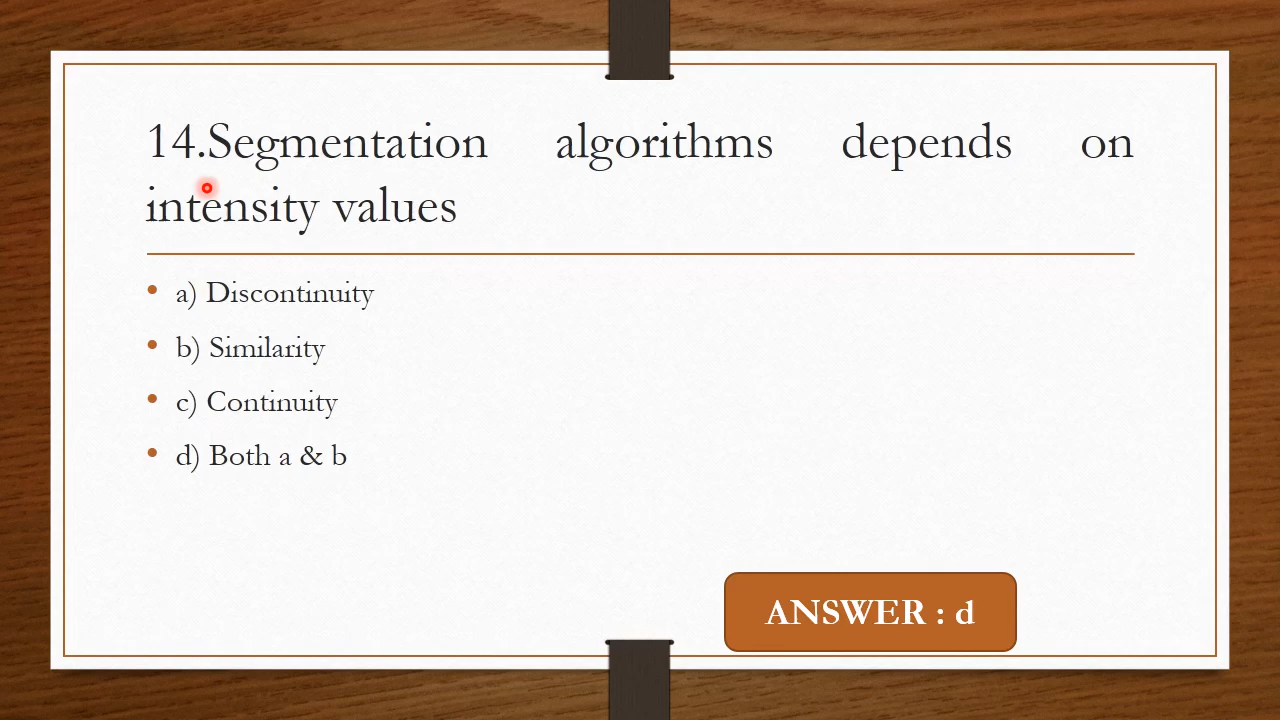 14.Segmentation algorithms depends on
intensity values
• a) Discontinuity
• b) Similarity
• c) Continuity
• d) Both a & b
ANSWER : d